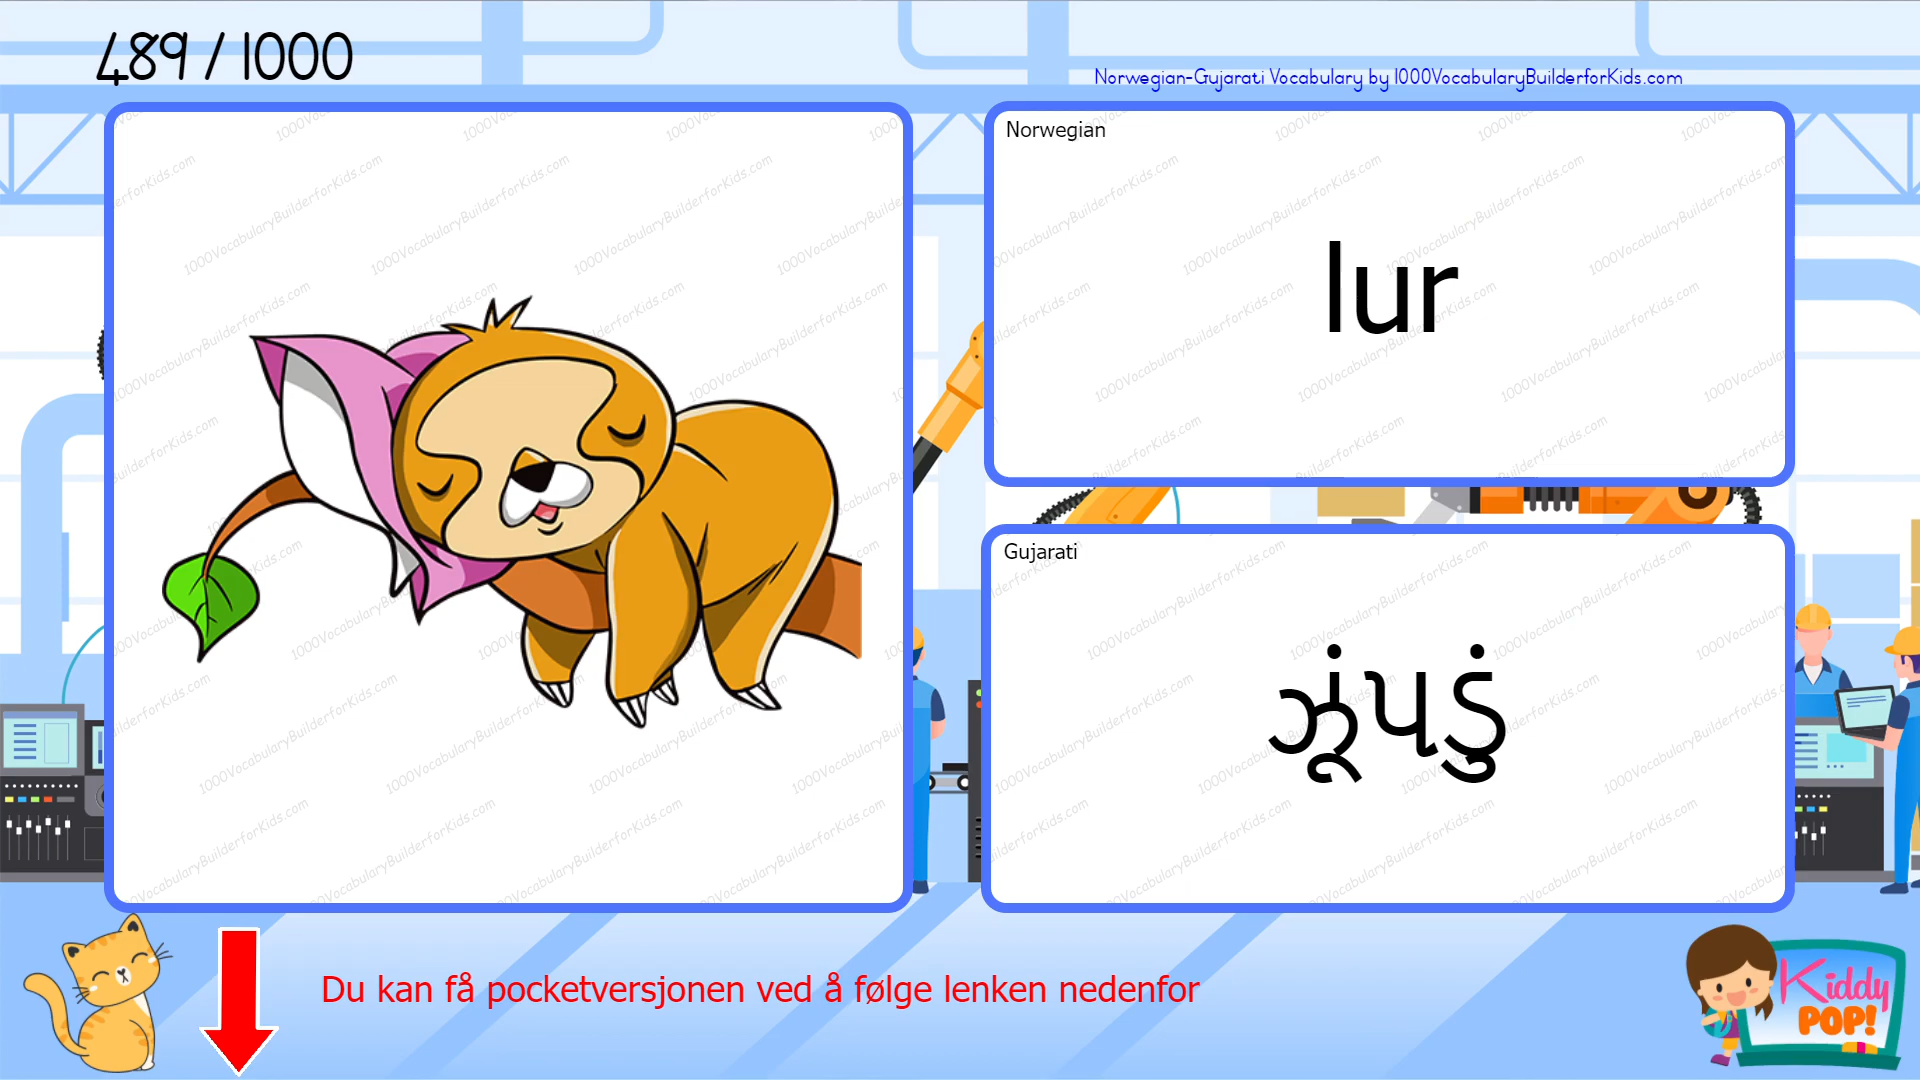 489 / 1000
Norwegian-Gujarati Vocabulary by 1000VocabularyBuilderforKids.com
Norwegian
lur
Gujarati
ઝૂંપડું
Du kan få pocketversjonen ved å følge lenken nedenfor
Kiddy
POP!